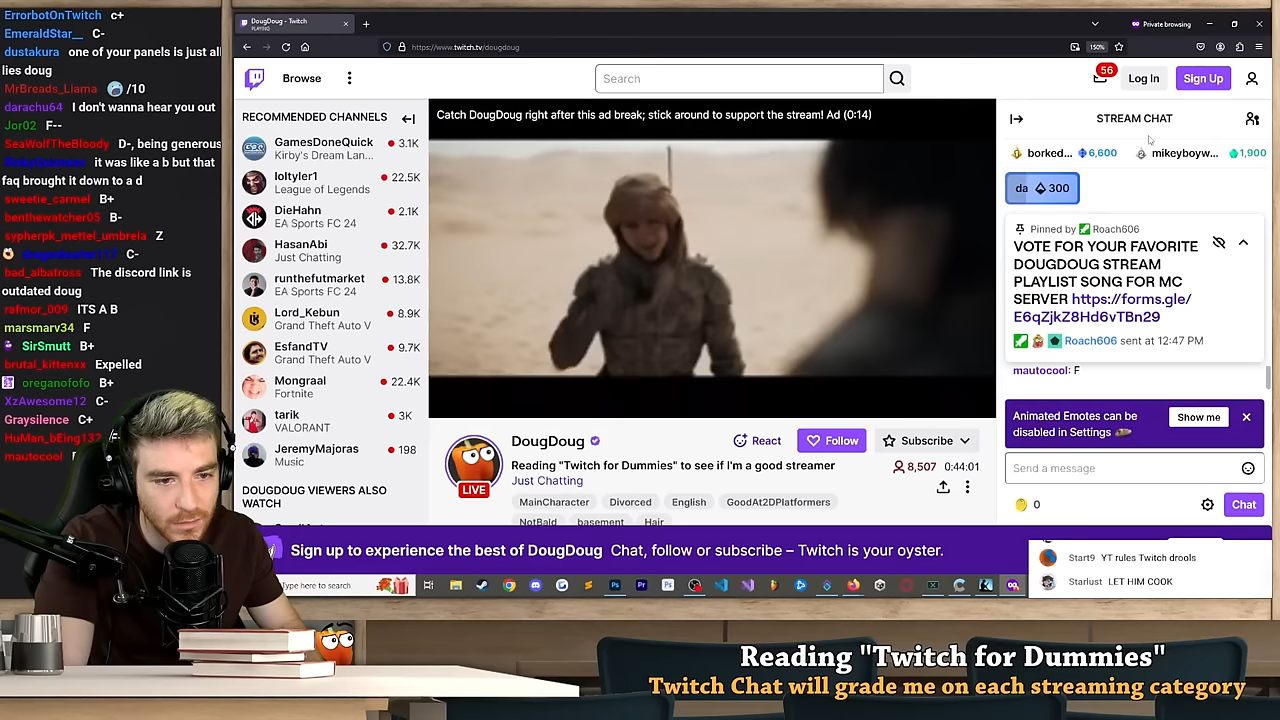 ErrorbotOnTwitch c+
EmeraldStar__ C-
dustakura one of your panels is just all
lies doug
MrBreads_Llama /10
darachu64 I don't wanna hear you out
Jor02 F--
SeaWolfTheBloody D-, being generous
it was like a b but that
faq brought it down to a d
sweetie_carmel B+
benthewatcher05 B-
sypherpk_mettel_umbrela Z
C-
bad_albatross The discord link is
outdated doug
rafmor_009 ITS A B
marsmarv34 F
SirSmutt B+
brutal_kittenxx Expelled
oreganofofo B+
XzAwesome12 C-
Graysilence C+
HuMan_bEing132 F-
mautocool F
DougDoug - Twitch
PLAYING
Private browsing
https://www.twitch.tv/dougdoug
150%
Browse
Search
56
Log In
Sign Up
RECOMMENDED CHANNELS
GamesDoneQuick 3.1K
Kirby's Dream Lan...
loltyler1 22.5K
League of Legends
DieHahn 2.1K
EA Sports FC 24
HasanAbi 32.7K
Just Chatting
runthefutmarket 13.8K
EA Sports FC 24
Lord_Kebun 8.9K
Grand Theft Auto V
EsfandTV 9.7K
Grand Theft Auto V
Mongraal 22.4K
Fortnite
tarik 3K
VALORANT
JeremyMajoras 198
Music
DOUGDOUG VIEWERS ALSO
WATCH
Catch DougDoug right after this ad break; stick around to support the stream! Ad (0:14)
DougDoug
React
Follow
Subscribe
LIVE
Reading "Twitch for Dummies" to see if I'm a good streamer
8,507 0:44:01
Just Chatting
MainCharacter Divorced English GoodAt2DPlatformers
NotBald basement Hair
STREAM CHAT
borked... 6,600 mikeyboyw... 1,900
da 300
Pinned by Roach606
VOTE FOR YOUR FAVORITE
DOUGDOUG STREAM
PLAYLIST SONG FOR MC
SERVER https://forms.gle/
E6qZjkZ8Hd6vTBn29
Roach606 sent at 12:47 PM
mautocool: F
Animated Emotes can be
disabled in Settings
Show me
Send a message
0
Chat
Sign up to experience the best of DougDoug Chat, follow or subscribe – Twitch is your oyster.
Type here to search
Start9 YT rules Twitch drools
Starlust LET HIM COOK
Reading "Twitch for Dummies"
Twitch Chat will grade me on each streaming category